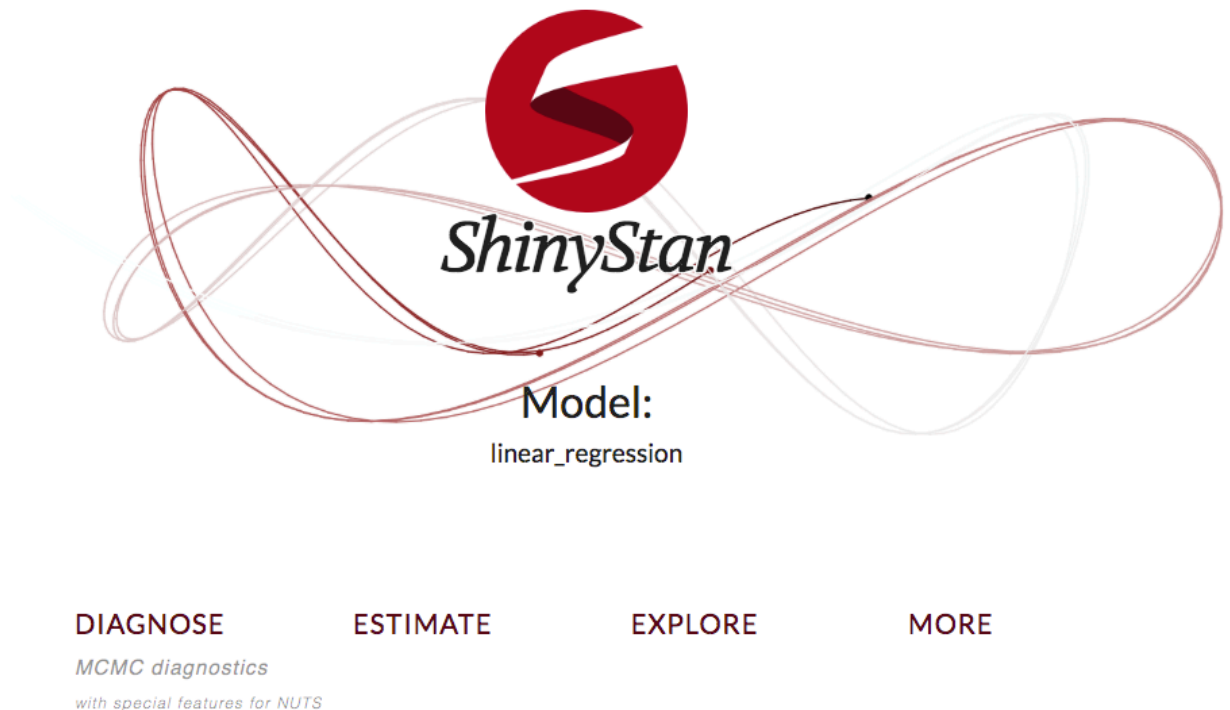 ShinyStan
Model:
linear_regression
DIAGNOSE ESTIMATE EXPLORE MORE
MCMC diagnostics
with special features for NUTS